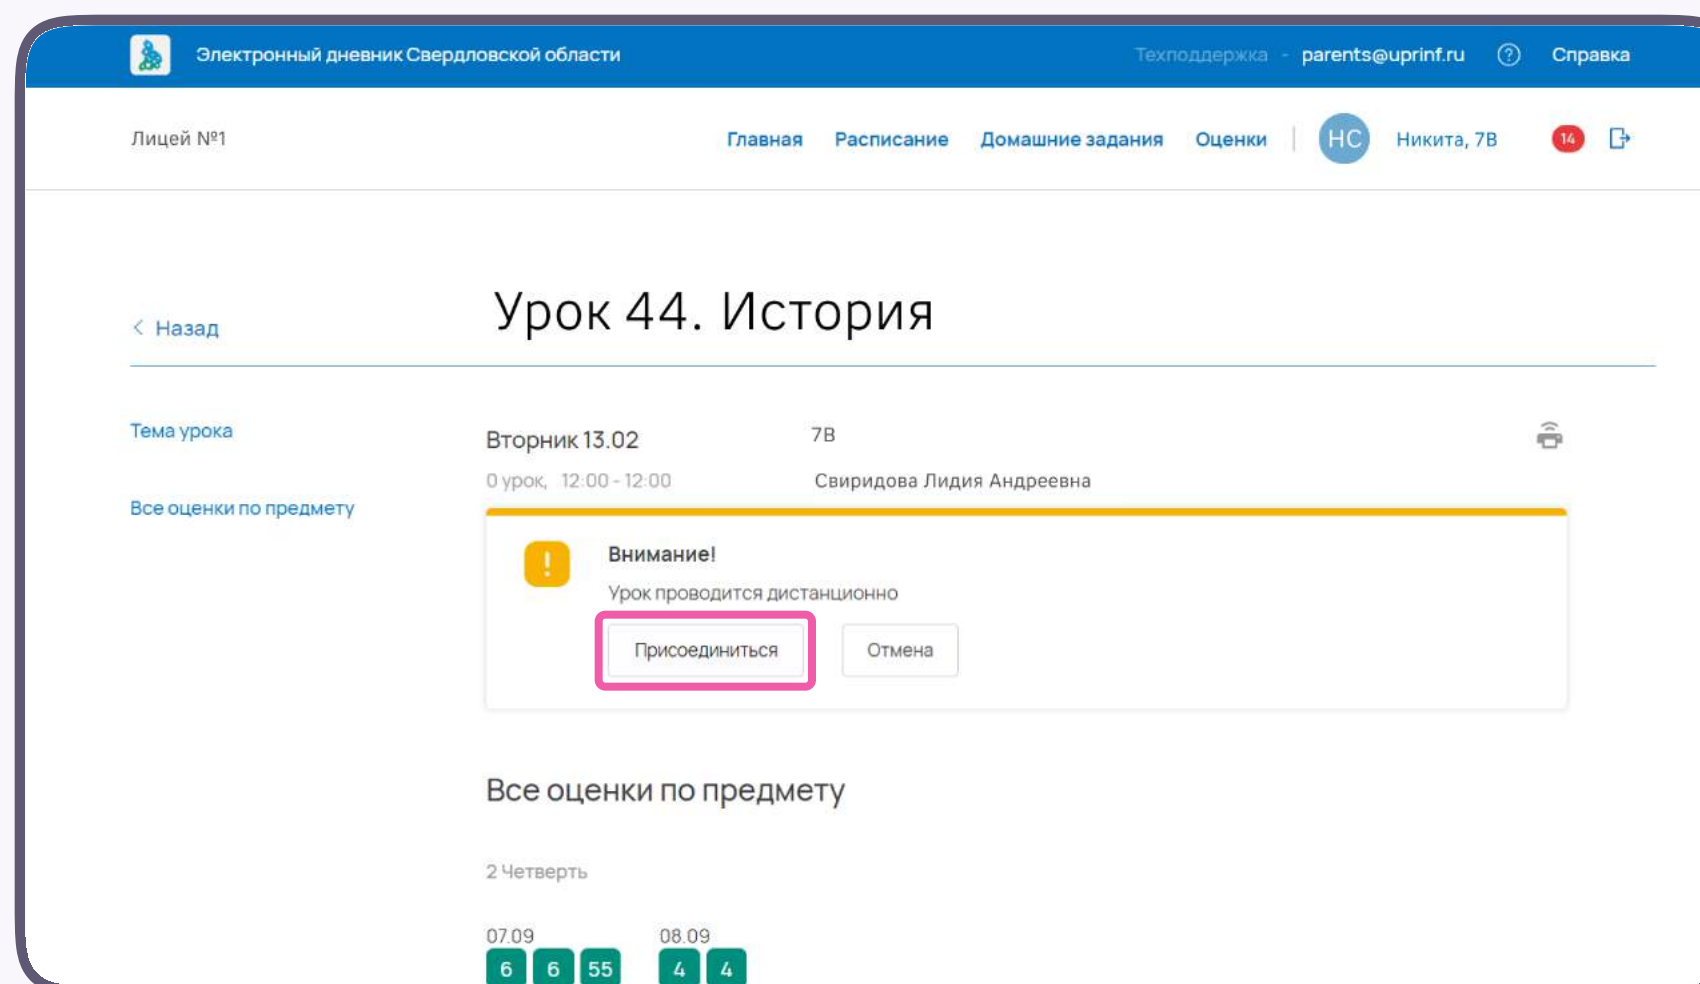 Электронный дневник Свердловской области
Техподдержка - parents@uprinf.ru ? Справка
Лицей №1
Главная Расписание Домашние задания Оценки | НС Никита, 7В 14
< Назад
Урок 44. История
Тема урока
Все оценки по предмету
Вторник 13.02 7В
0 урок, 12:00 - 12:00 Свиридова Лидия Андреевна
!
Внимание!
Урок проводится дистанционно
Присоединиться Отмена
Все оценки по предмету
2 Четверть
07.09 08.09
6 6 55 4 4